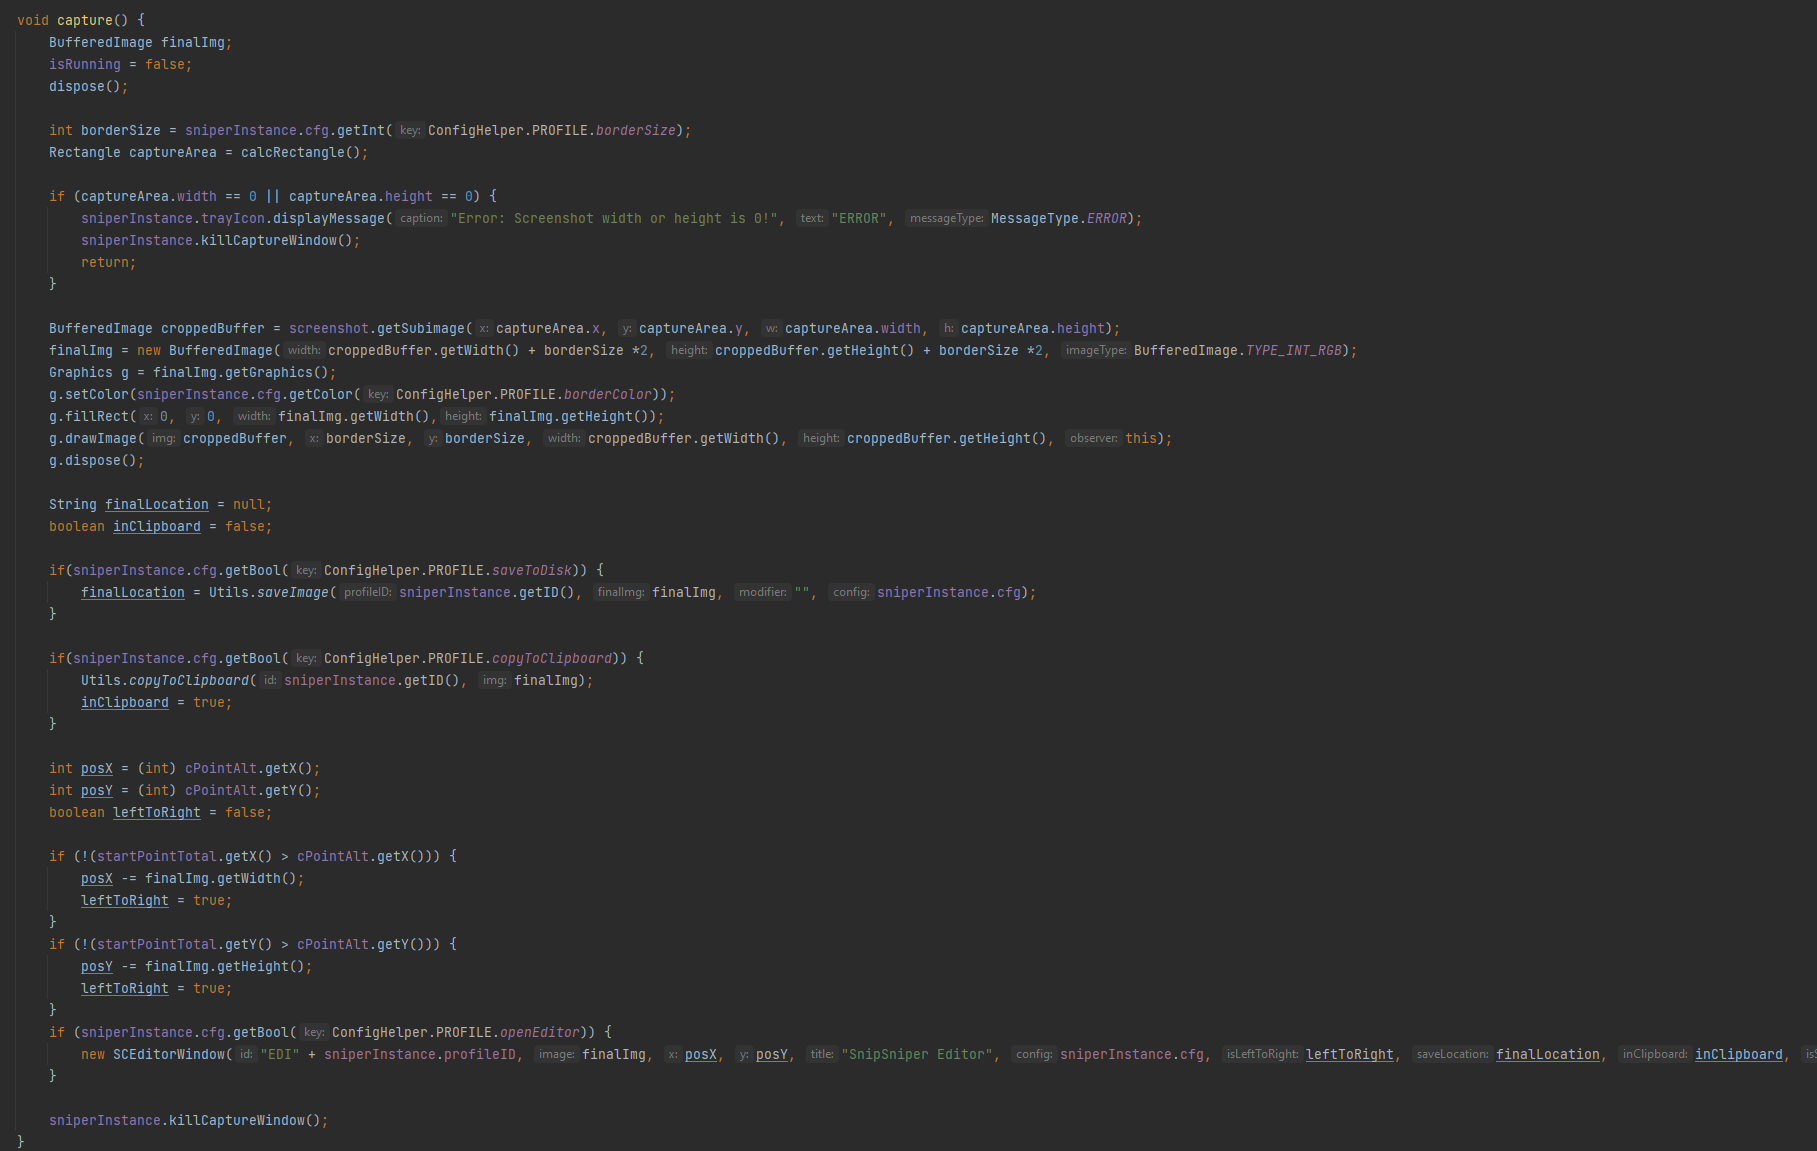 void capture() {
BufferedImage finalImg;
isRunning = false;
dispose();
int borderSize = sniperInstance.cfg.getInt( key: ConfigHelper.PROFILE.borderSize);
Rectangle captureArea = calcRectangle();
if (captureArea.width == 0 || captureArea.height == 0) {
sniperInstance.trayIcon.displayMessage( caption: "Error: Screenshot width or height is 0!", text: "ERROR", messageType: MessageType.ERROR);
sniperInstance.killCaptureWindow();
return;
}
BufferedImage croppedBuffer = screenshot.getSubimage( x: captureArea.x, y: captureArea.y, w: captureArea.width, h: captureArea.height);
finalImg = new BufferedImage( width: croppedBuffer.getWidth() + borderSize *2, height: croppedBuffer.getHeight() + borderSize *2, imageType: BufferedImage.TYPE_INT_RGB);
Graphics g = finalImg.getGraphics();
g.setColor(sniperInstance.cfg.getColor( key: ConfigHelper.PROFILE.borderColor));
g.fillRect( x: 0, y: 0, width: finalImg.getWidth(), height: finalImg.getHeight());
g.drawImage( img: croppedBuffer, x: borderSize, y: borderSize, width: croppedBuffer.getWidth(), height: croppedBuffer.getHeight(), observer: this);
g.dispose();
String finalLocation = null;
boolean inClipboard = false;
if(sniperInstance.cfg.getBool( key: ConfigHelper.PROFILE.saveToDisk)) {
finalLocation = Utils.saveImage( profileID: sniperInstance.getID(), finalImg: finalImg, modifier: "", config: sniperInstance.cfg);
}
if(sniperInstance.cfg.getBool( key: ConfigHelper.PROFILE.copyToClipboard)) {
Utils.copyToClipboard( id: sniperInstance.getID(), img: finalImg);
inClipboard = true;
}
int posX = (int) cPointAlt.getX();
int posY = (int) cPointAlt.getY();
boolean leftToRight = false;
if (!(startPointTotal.getX() > cPointAlt.getX())) {
posX -= finalImg.getWidth();
leftToRight = true;
}
if (!(startPointTotal.getY() > cPointAlt.getY())) {
posY -= finalImg.getHeight();
leftToRight = true;
}
if (sniperInstance.cfg.getBool( key: ConfigHelper.PROFILE.openEditor)) {
new SCEditorWindow( id: "EDI" + sniperInstance.profileID, image: finalImg, x: posX, y: posY, title: "SnipSniper Editor", config: sniperInstance.cfg, isLeftToRight: leftToRight, saveLocation: finalLocation, inClipboard: inClipboard,
}
sniperInstance.killCaptureWindow();
}